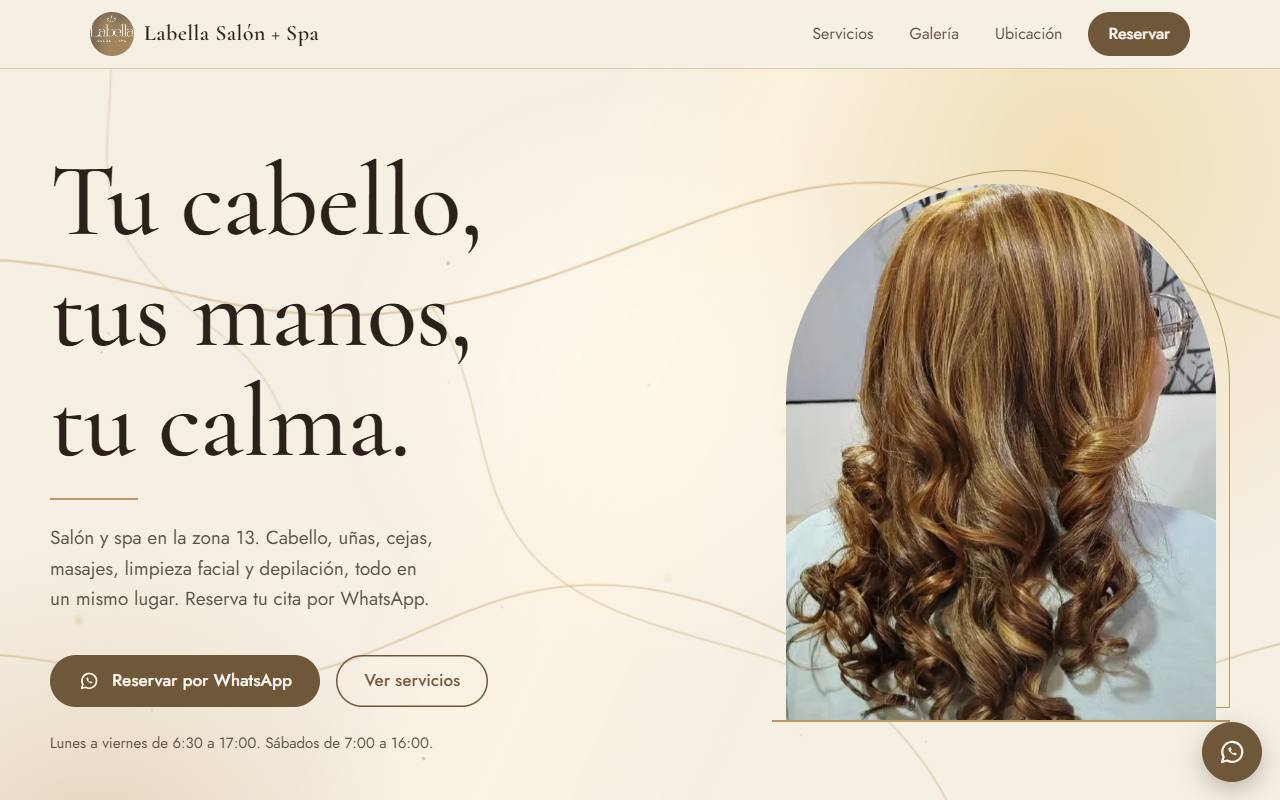 Labella
Labella Salón + Spa
Servicios
Galería
Ubicación
Reservar
Tu cabello,
tus manos,
tu calma.
Salón y spa en la zona 13. Cabello, uñas, cejas,
masajes, limpieza facial y depilación, todo en
un mismo lugar. Reserva tu cita por WhatsApp.
Reservar por WhatsApp
Ver servicios
Lunes a viernes de 6:30 a 17:00. Sábados de 7:00 a 16:00.